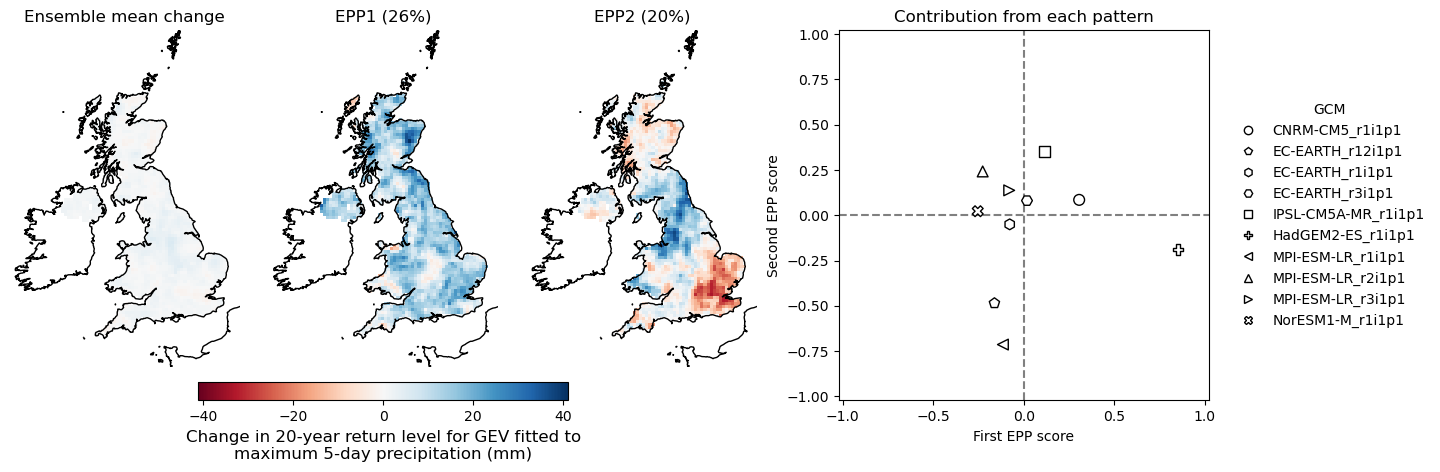 Ensemble mean change
EPP1 (26%)
EPP2 (20%)
−40
−20
0
20
40
Change in 20-year return level for GEV fitted to
maximum 5-day precipitation (mm)
Contribution from each pattern
Second EPP score
1.00
0.75
0.50
0.25
0.00
−0.25
−0.50
−0.75
−1.00
−1.0
−0.5
0.0
0.5
1.0
First EPP score
GCM
CNRM-CM5_r1i1p1
EC-EARTH_r12i1p1
EC-EARTH_r1i1p1
EC-EARTH_r3i1p1
IPSL-CM5A-MR_r1i1p1
HadGEM2-ES_r1i1p1
MPI-ESM-LR_r1i1p1
MPI-ESM-LR_r2i1p1
MPI-ESM-LR_r3i1p1
NorESM1-M_r1i1p1